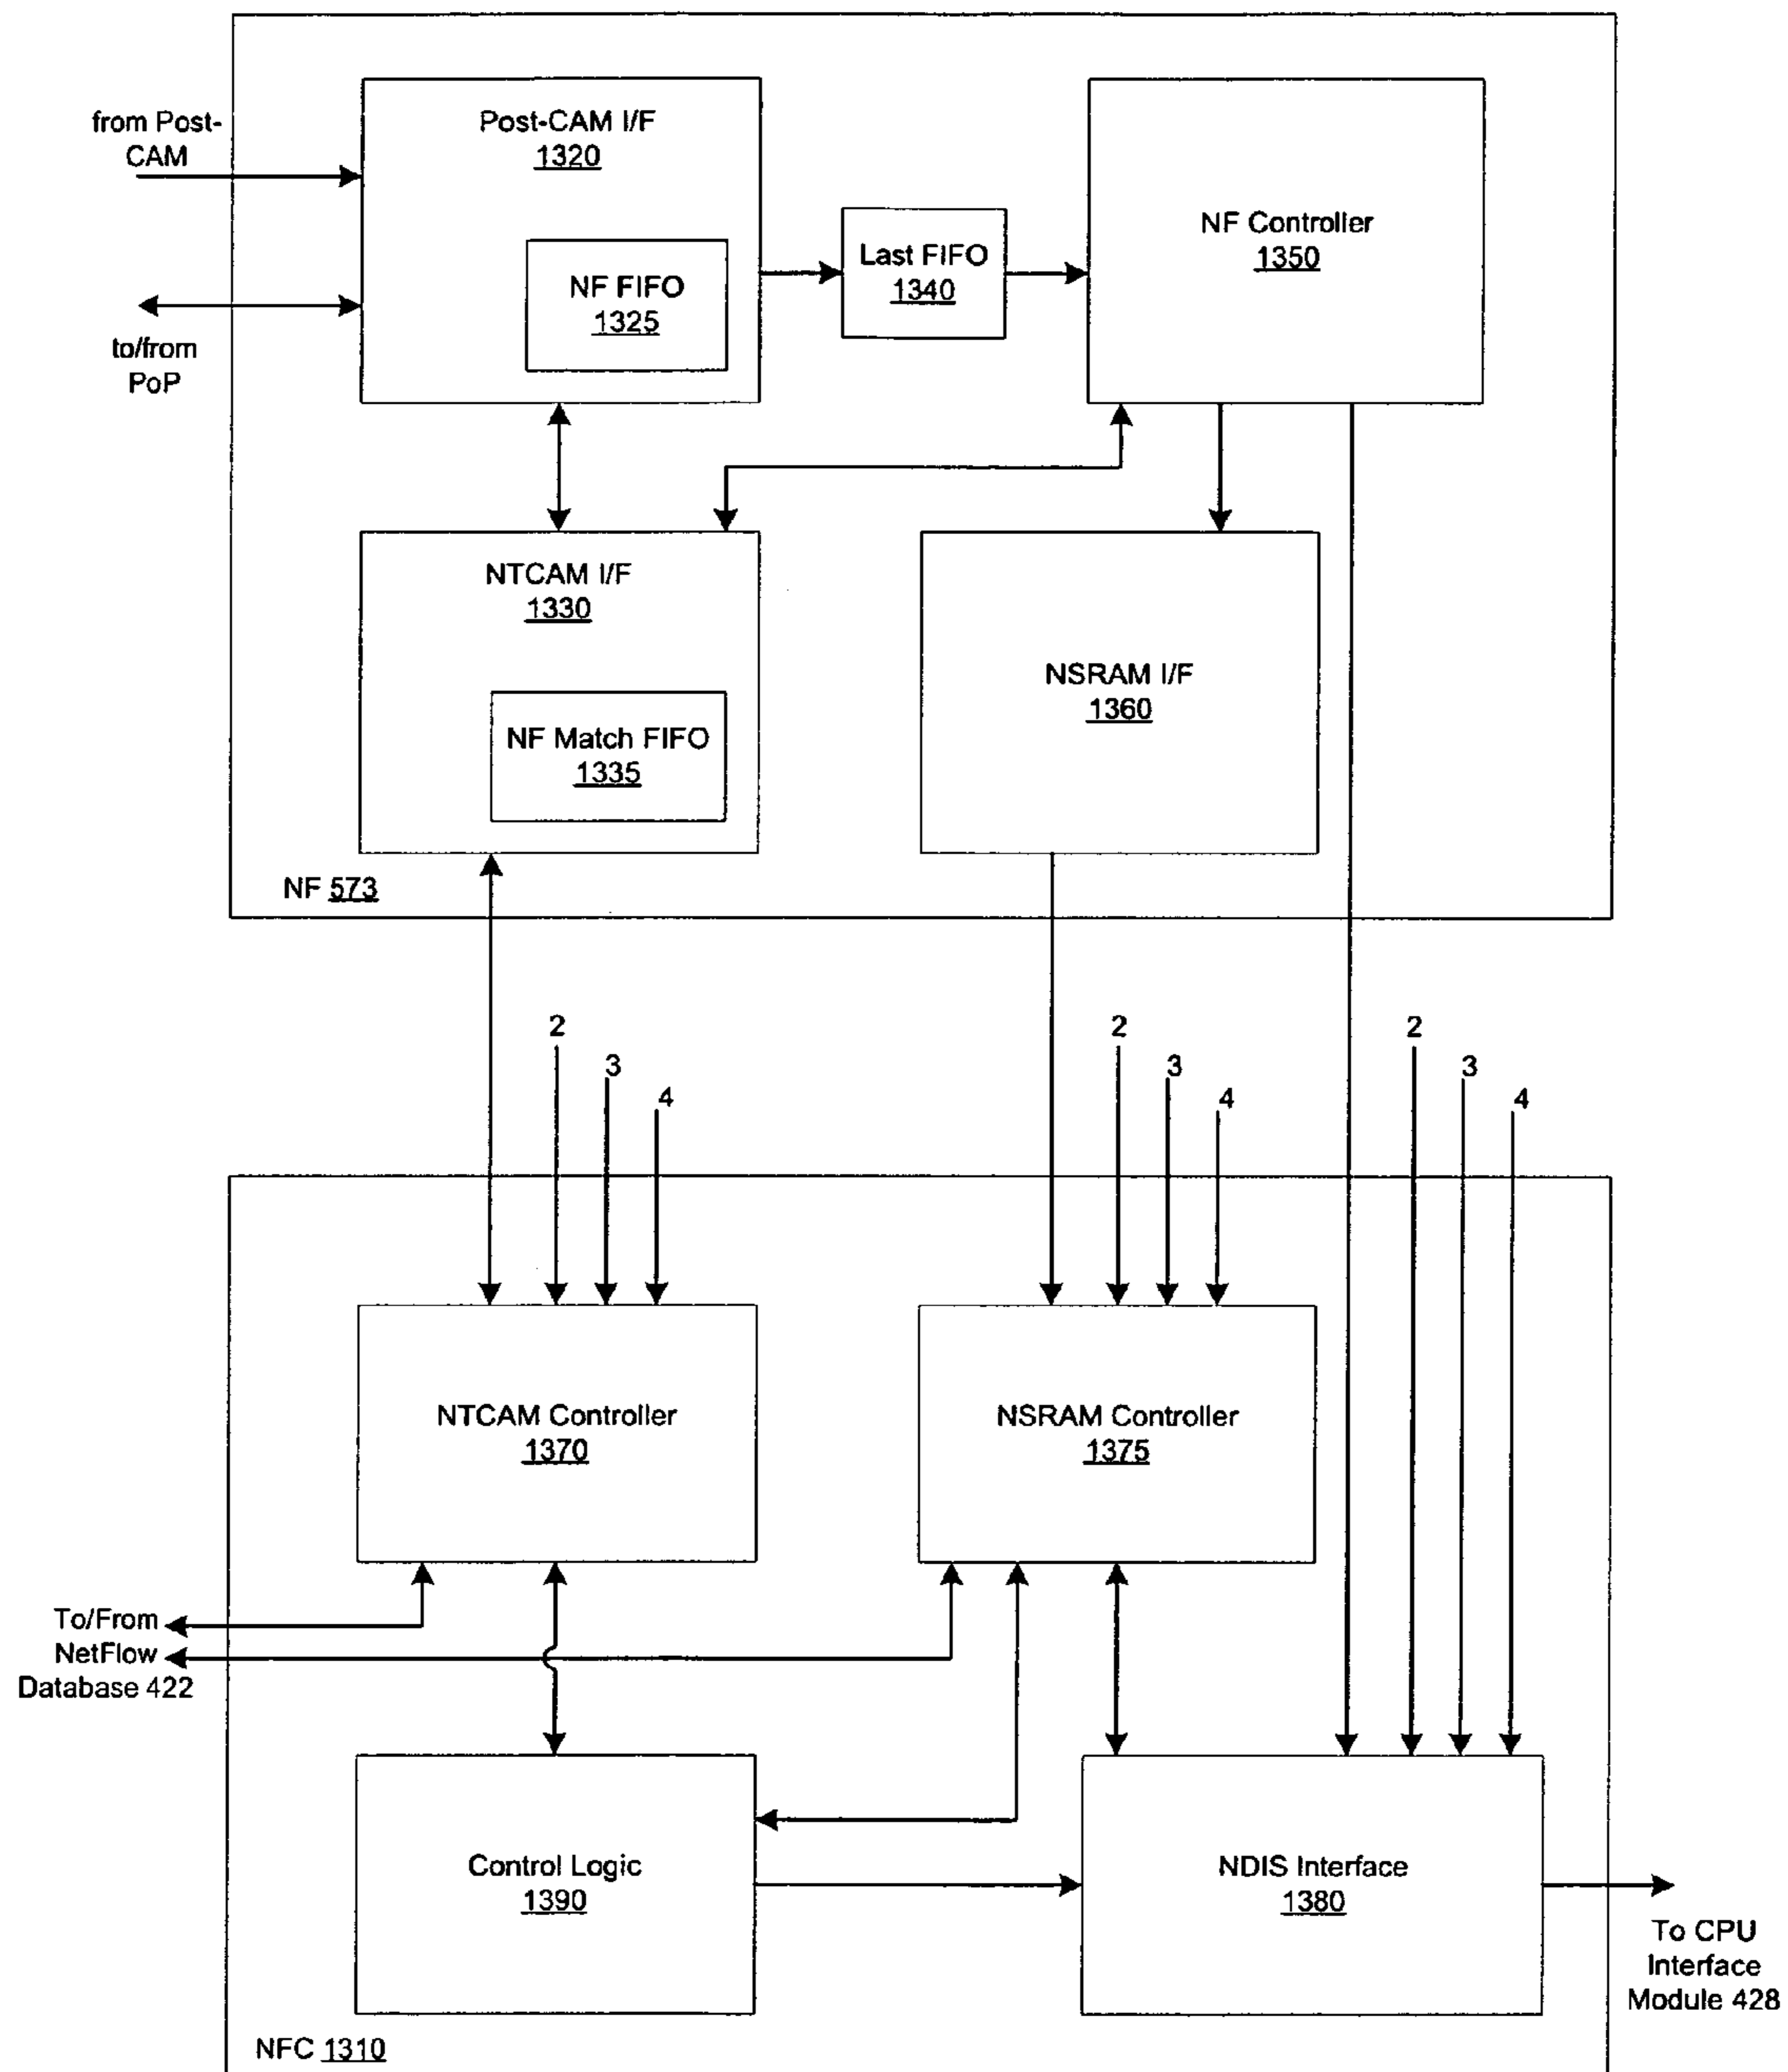 from Post-
CAM
to/from
PoP
Post-CAM I/F
1320
NF FIFO
1325
Last FIFO
1340
NF Controller
1350
NTCAM I/F
1330
NF Match FIFO
1335
NSRAM I/F
1360
NF 573
2
3
4
2
3
4
2
3
4
NTCAM Controller
1370
NSRAM Controller
1375
To/From
NetFlow
Database 422
Control Logic
1390
NDIS Interface
1380
To CPU
Interface
Module 428
NFC 1310